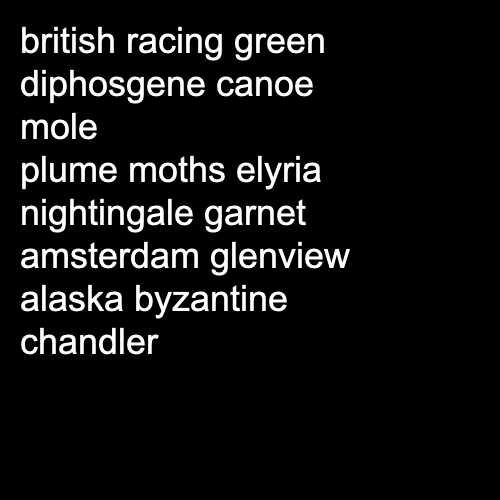 british racing green
diphosgene canoe
mole
plume moths elyria
nightingale garnet
amsterdam glenview
alaska byzantine
chandler